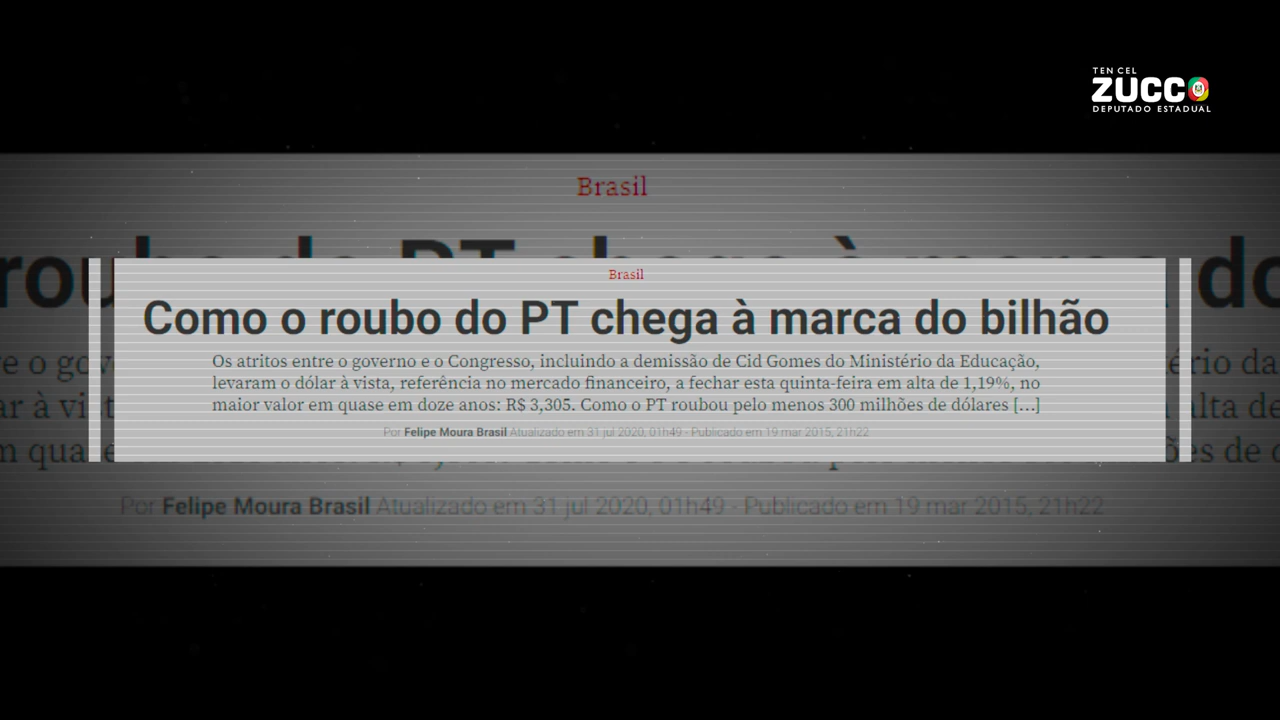 TEN CEL
ZUCCO
DEPUTADO ESTADUAL
Brasil
Brasil
Como o roubo do PT chega à marca do bilhão
Os atritos entre o governo e o Congresso, incluindo a demissão de Cid Gomes do Ministério da Educação,
levaram o dólar à vista, referência no mercado financeiro, a fechar esta quinta-feira em alta de 1,19%, no
maior valor em quase em doze anos: R$ 3,305. Como o PT roubou pelo menos 300 milhões de dólares [...]
Por Felipe Moura Brasil Atualizado em 31 jul 2020, 01h49 - Publicado em 19 mar 2015, 21h22
Por Felipe Moura Brasil Atualizado em 31 jul 2020, 01h49 - Publicado em 19 mar 2015, 21h22